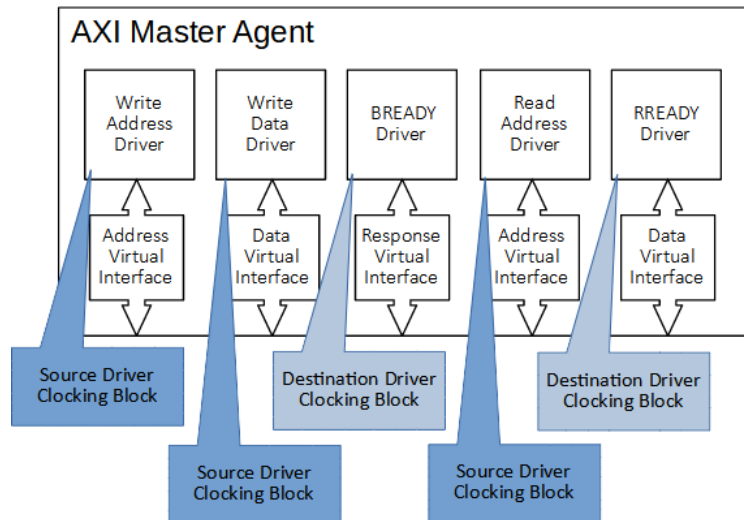 AXI Master Agent
Write
Address
Driver
Write
Data
Driver
BREADY
Driver
Read
Address
Driver
RREADY
Driver
Address
Virtual
Interface
Data
Virtual
Interface
Response
Virtual
Interface
Address
Virtual
Interface
Data
Virtual
Interface
Source Driver
Clocking Block
Destination Driver
Clocking Block
Destination Driver
Clocking Block
Source Driver
Clocking Block
Source Driver
Clocking Block